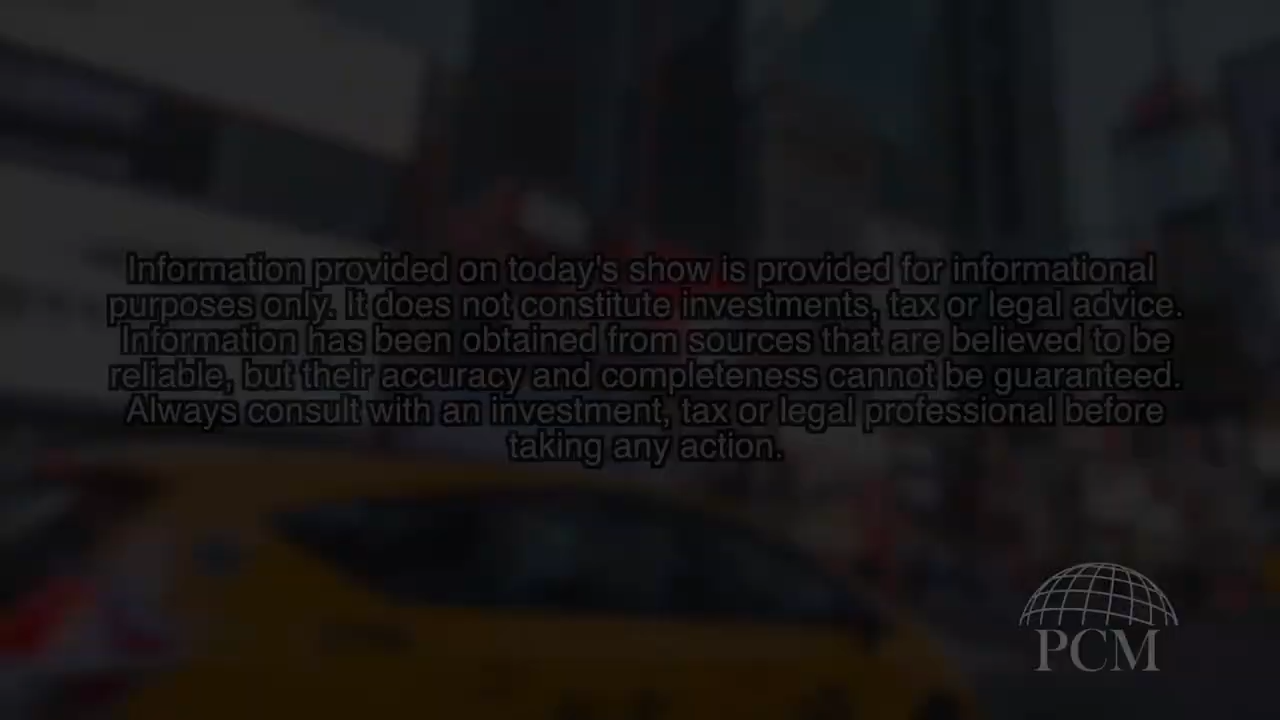 Information provided on today's show is provided for informational
purposes only. It does not constitute investments, tax or legal advice.
Information has been obtained from sources that are believed to be
reliable, but their accuracy and completeness cannot be guaranteed.
Always consult with an investment, tax or legal professional before
taking any action.
PCM